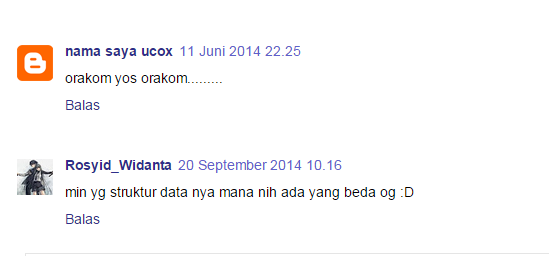 nama saya ucox 11 Juni 2014 22.25
orakom yos orakom.........
Balas
Rosyid_Widanta 20 September 2014 10.16
min yg struktur data nya mana nih ada yang beda og :D
Balas